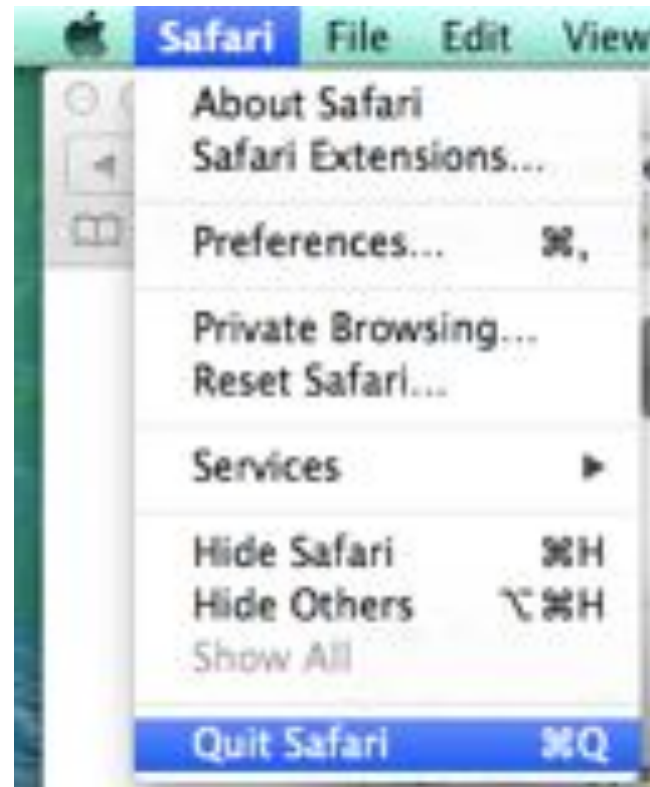 Safari File Edit View
About Safari
Safari Extensions...
Preferences... ⌘,
Private Browsing...
Reset Safari...
Services ▶
Hide Safari ⌘H
Hide Others ⌥⌘H
Show All
Quit Safari ⌘Q